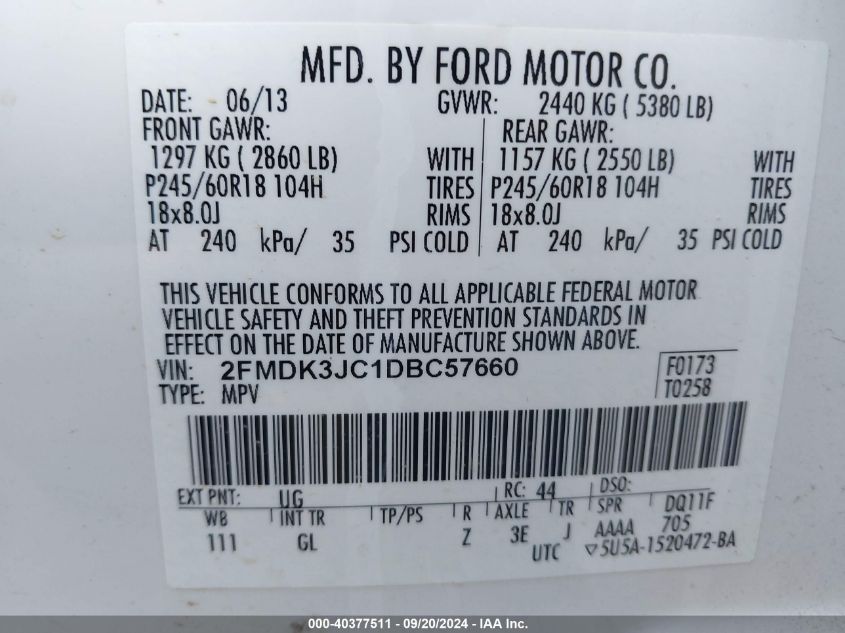 MFD. BY FORD MOTOR CO.
DATE: 06/13 GVWR: 2440 KG ( 5380 LB)
FRONT GAWR: REAR GAWR:
1297 KG ( 2860 LB) WITH 1157 KG ( 2550 LB) WITH
P245/60R18 104H TIRES P245/60R18 104H TIRES
18x8.0J RIMS 18x8.0J RIMS
AT 240 kPa/ 35 PSI COLD AT 240 kPa/ 35 PSI COLD
THIS VEHICLE CONFORMS TO ALL APPLICABLE FEDERAL MOTOR
VEHICLE SAFETY AND THEFT PREVENTION STANDARDS IN
EFFECT ON THE DATE OF MANUFACTURE SHOWN ABOVE.
VIN: 2FMDK3JC1DBC57660 F0173
TYPE: MPV T0258
EXT PNT: UG RC: 44 DSO:
WB INT TR TP/PS R AXLE TR SPR DQ11F
111 GL Z 3E J AAAA 705
UTC ▽5U5A-1520472-BA
000-40377511 - 09/20/2024 - IAA Inc.